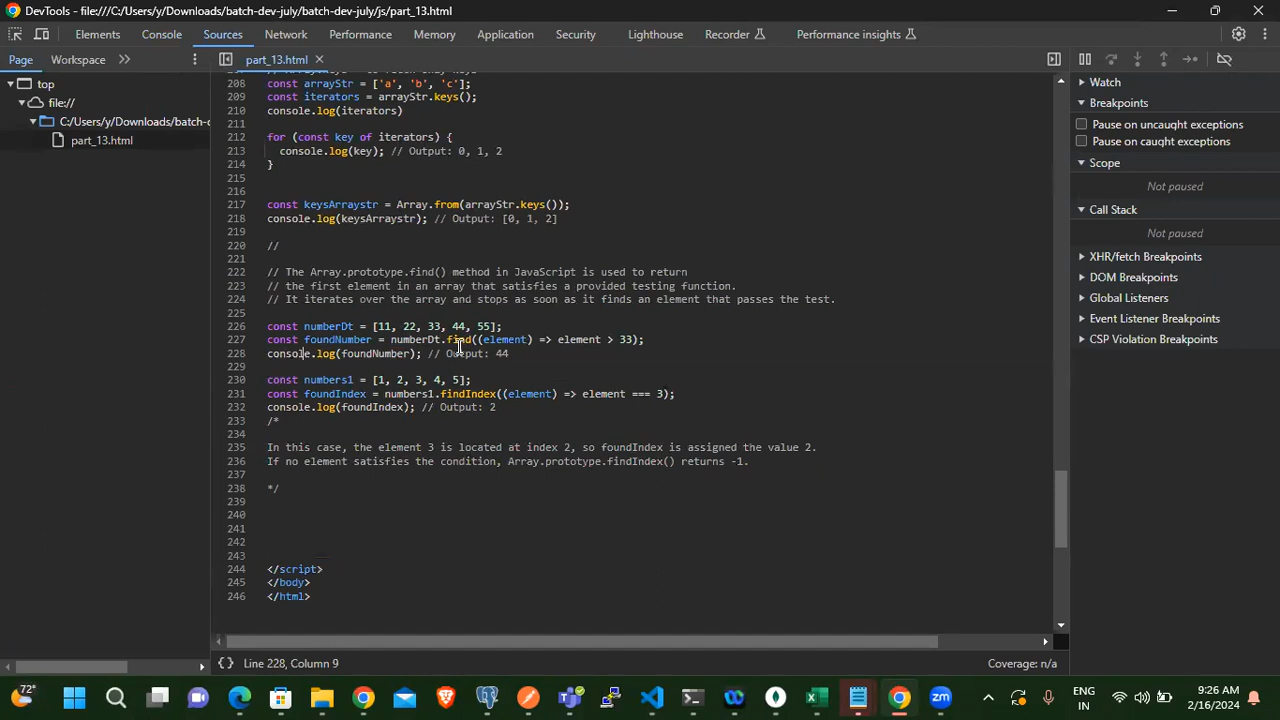 DevTools - file:///C:/Users/y/Downloads/batch-dev-july/batch-dev-july/js/part_13.html
Elements Console Sources Network Performance Memory Application Security Lighthouse Recorder Performance insights
Page Workspace
part_13.html
top
file://
C:/Users/y/Downloads/batch-d
part_13.html
208 const arrayStr = ['a', 'b', 'c'];
209 const iterators = arrayStr.keys();
210 console.log(iterators)
211
212 for (const key of iterators) {
213 console.log(key); // Output: 0, 1, 2
214 }
215
216
217 const keysArraystr = Array.from(arrayStr.keys());
218 console.log(keysArraystr); // Output: [0, 1, 2]
219
220 //
221
222 // The Array.prototype.find() method in JavaScript is used to return
223 // the first element in an array that satisfies a provided testing function.
224 // It iterates over the array and stops as soon as it finds an element that passes the test.
225
226 const numberDt = [11, 22, 33, 44, 55];
227 const foundNumber = numberDt.find((element) => element > 33);
228 console.log(foundNumber); // Output: 44
229
230 const numbers1 = [1, 2, 3, 4, 5];
231 const foundIndex = numbers1.findIndex((element) => element === 3);
232 console.log(foundIndex); // Output: 2
233 /*
234
235 In this case, the element 3 is located at index 2, so foundIndex is assigned the value 2.
236 If no element satisfies the condition, Array.prototype.findIndex() returns -1.
237
238 */
239
240
241
242
243
244 </script>
245 </body>
246 </html>
{ } Line 228, Column 9
Coverage: n/a
Watch
Breakpoints
Pause on uncaught exceptions
Pause on caught exceptions
Scope
Not paused
Call Stack
Not paused
XHR/fetch Breakpoints
DOM Breakpoints
Global Listeners
Event Listener Breakpoints
CSP Violation Breakpoints
72°
zm
ENG
IN
9:26 AM
2/16/2024